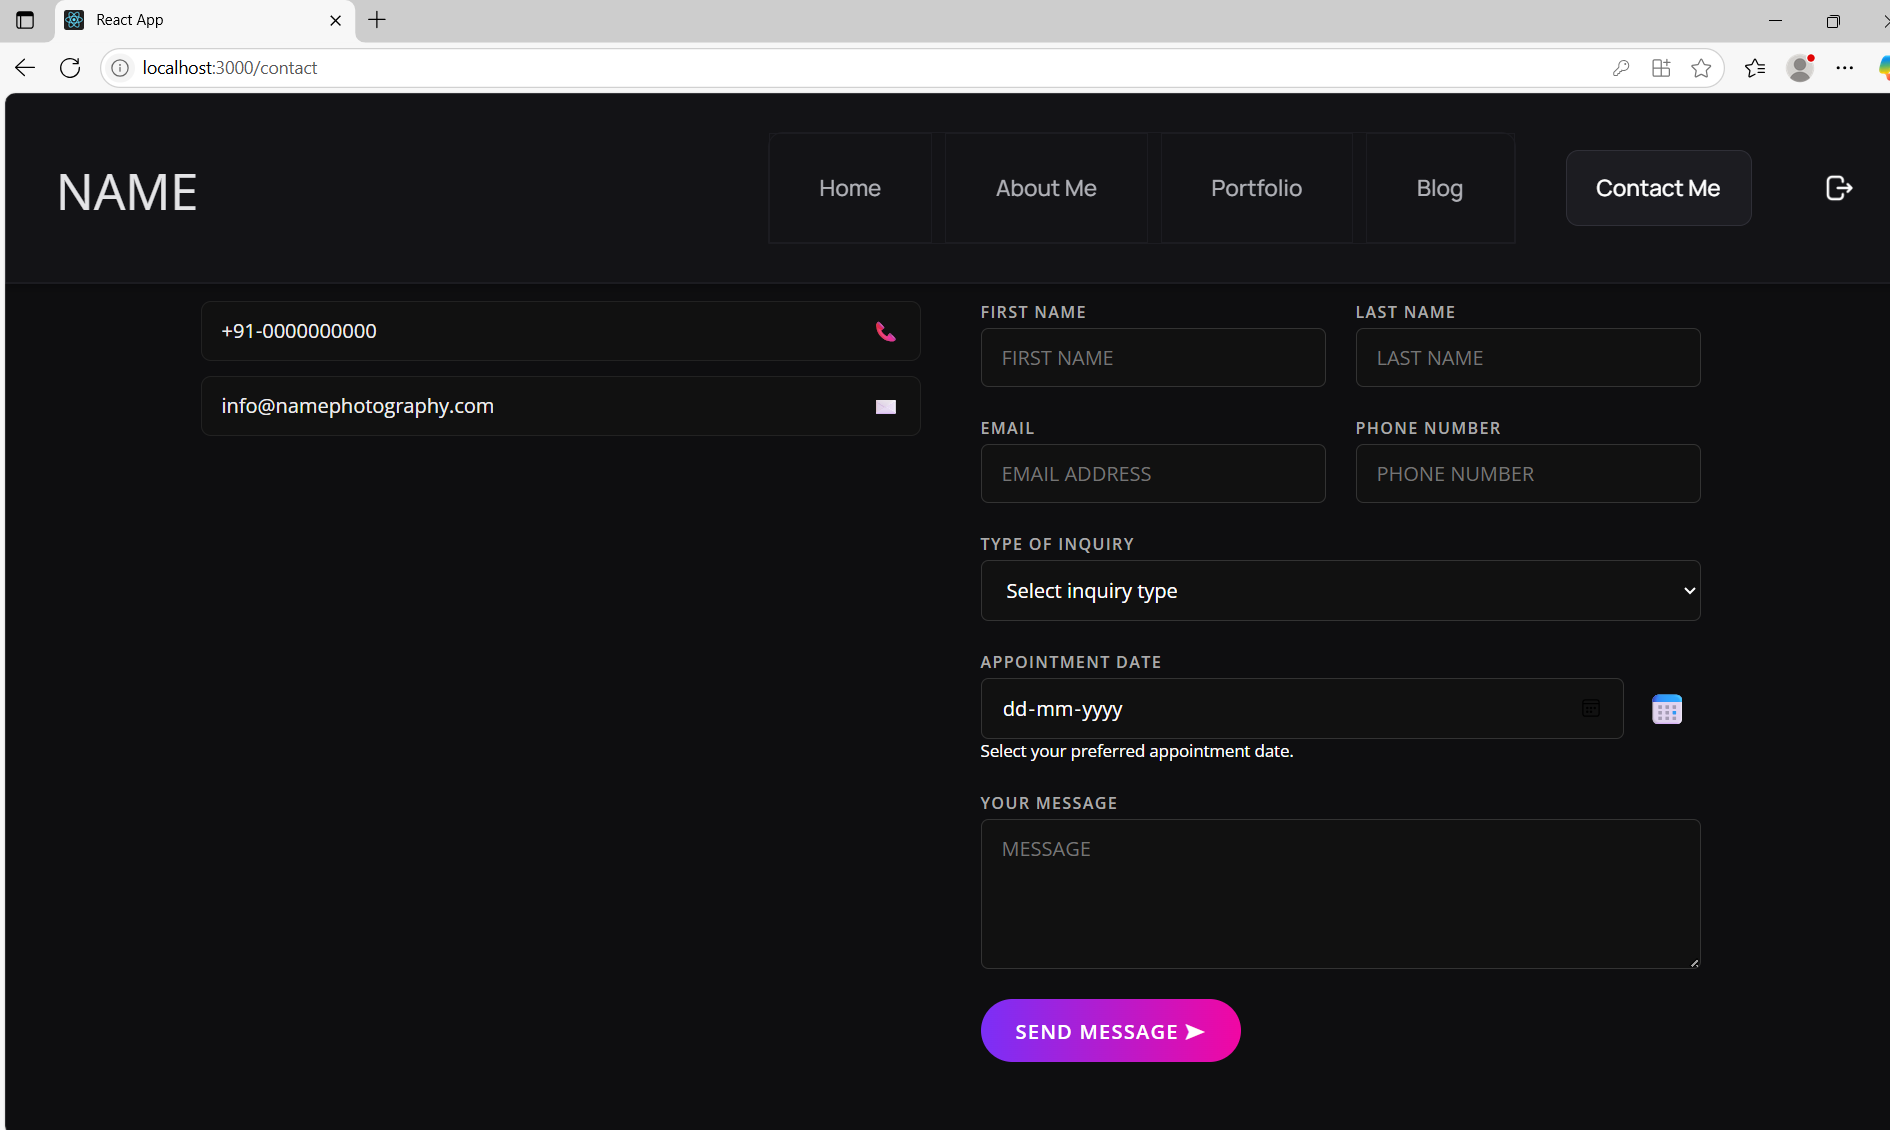 React App
localhost:3000/contact
NAME
Home
About Me
Portfolio
Blog
Contact Me
+91-0000000000
info@namephotography.com
FIRST NAME
LAST NAME
FIRST NAME
LAST NAME
EMAIL
PHONE NUMBER
EMAIL ADDRESS
PHONE NUMBER
TYPE OF INQUIRY
Select inquiry type
APPOINTMENT DATE
dd-mm-yyyy
Select your preferred appointment date.
YOUR MESSAGE
MESSAGE
SEND MESSAGE ➤